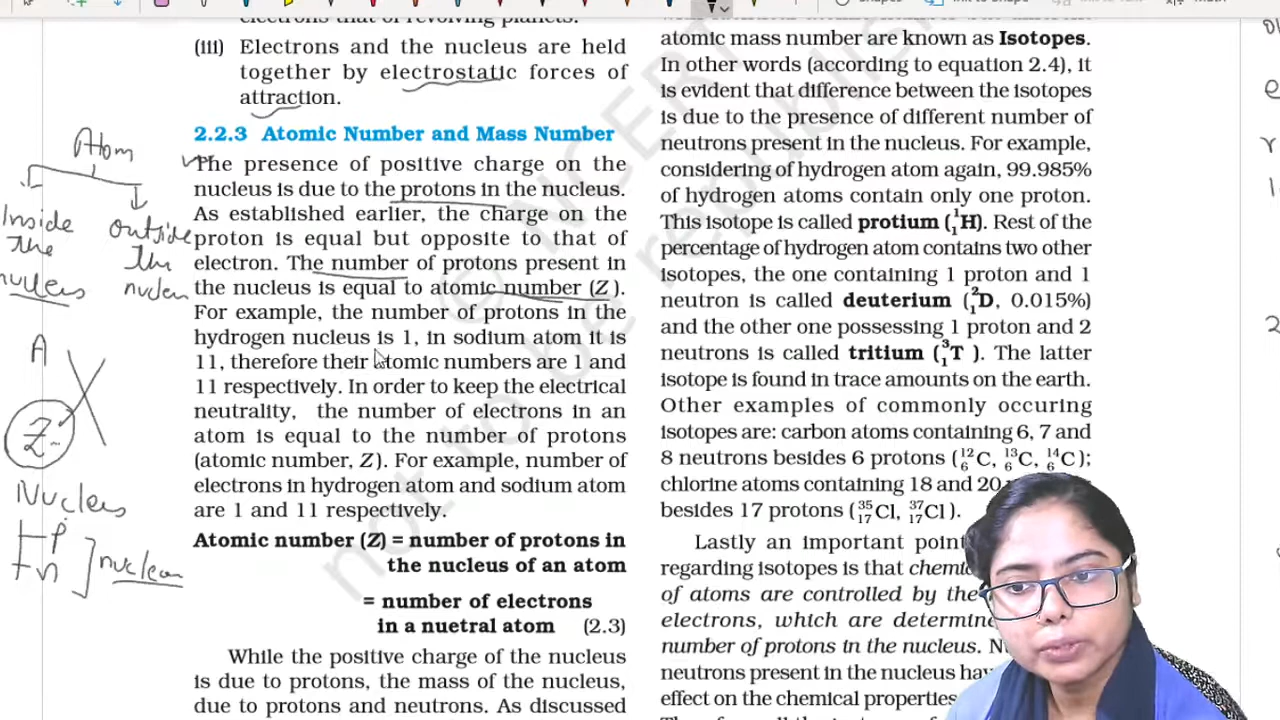 electrons that of revolving planets.
(iii) Electrons and the nucleus are held
together by electrostatic forces of
attraction.
2.2.3 Atomic Number and Mass Number
The presence of positive charge on the
nucleus is due to the protons in the nucleus.
As established earlier, the charge on the
proton is equal but opposite to that of
electron. The number of protons present in
the nucleus is equal to atomic number (Z ).
For example, the number of protons in the
hydrogen nucleus is 1, in sodium atom it is
11, therefore their atomic numbers are 1 and
11 respectively. In order to keep the electrical
neutrality, the number of electrons in an
atom is equal to the number of protons
(atomic number, Z ). For example, number of
electrons in hydrogen atom and sodium atom
are 1 and 11 respectively.
Atomic number (Z) = number of protons in
the nucleus of an atom
= number of electrons
in a nuetral atom (2.3)
While the positive charge of the nucleus
is due to protons, the mass of the nucleus,
due to protons and neutrons. As discussed
atomic mass number are known as Isotopes.
In other words (according to equation 2.4), it
is evident that difference between the isotopes
is due to the presence of different number of
neutrons present in the nucleus. For example,
considering of hydrogen atom again, 99.985%
of hydrogen atoms contain only one proton.
This isotope is called protium (¹₁H). Rest of the
percentage of hydrogen atom contains two other
isotopes, the one containing 1 proton and 1
neutron is called deuterium (²₁D, 0.015%)
and the other one possessing 1 proton and 2
neutrons is called tritium (³₁T ). The latter
isotope is found in trace amounts on the earth.
Other examples of commonly occuring
isotopes are: carbon atoms containing 6, 7 and
8 neutrons besides 6 protons (¹²₆C, ¹³₆C, ¹⁴₆C);
chlorine atoms containing 18 and 20
besides 17 protons (³⁵₁₇Cl, ³⁷₁₇Cl).
Lastly an important point
regarding isotopes is that
of atoms are controlled by the
electrons, which are
number of protons in the nucleus.
neutrons present in the nucleus
effect on the chemical
Atom
Inside
the
nucleus
outside
the
A
Z
Nucleus
p
n
nucleon
© NCERT
not to be republished